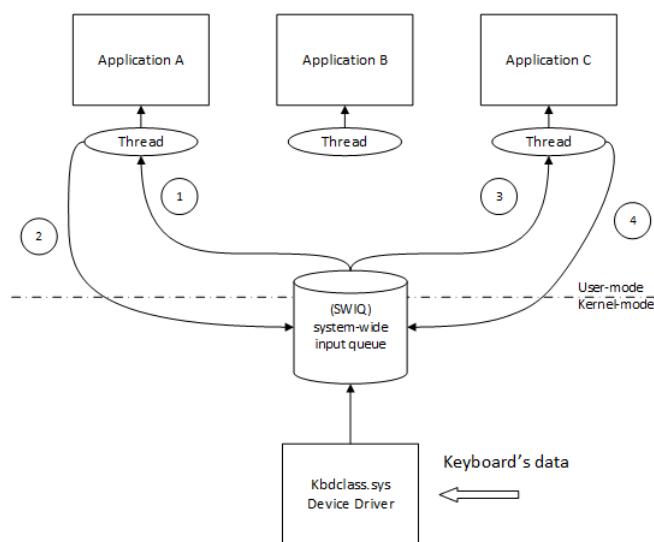 Application A
Application B
Application C
Thread
Thread
Thread
1
3
2
4
User-mode
Kernel-mode
(SWIQ)
system-wide
input queue
Keyboard's data
Kbdclass.sys
Device Driver